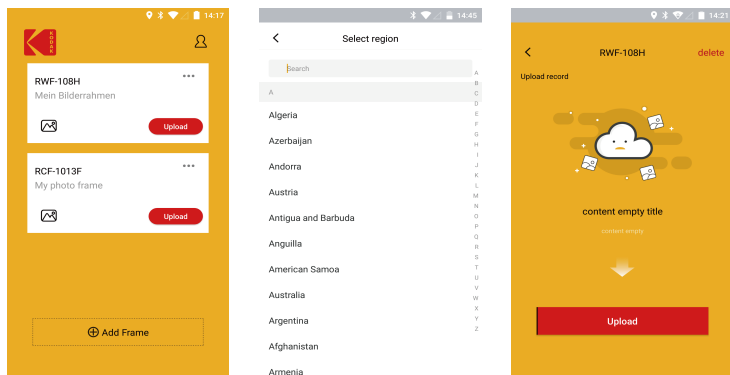 14:17
KODAK
RWF-108H
Mein Bilderrahmen
Upload
RCF-1013F
My photo frame
Upload
Add Frame
14:45
Select region
Search
A
Algeria
Azerbaijan
Andorra
Austria
Antigua and Barbuda
Anguilla
American Samoa
Australia
Argentina
Afghanistan
Armenia
A
B
C
D
E
F
G
H
I
J
K
L
M
N
O
P
Q
R
S
T
U
V
W
X
Y
Z
14:21
RWF-108H
delete
Upload record
content empty title
content empty
Upload